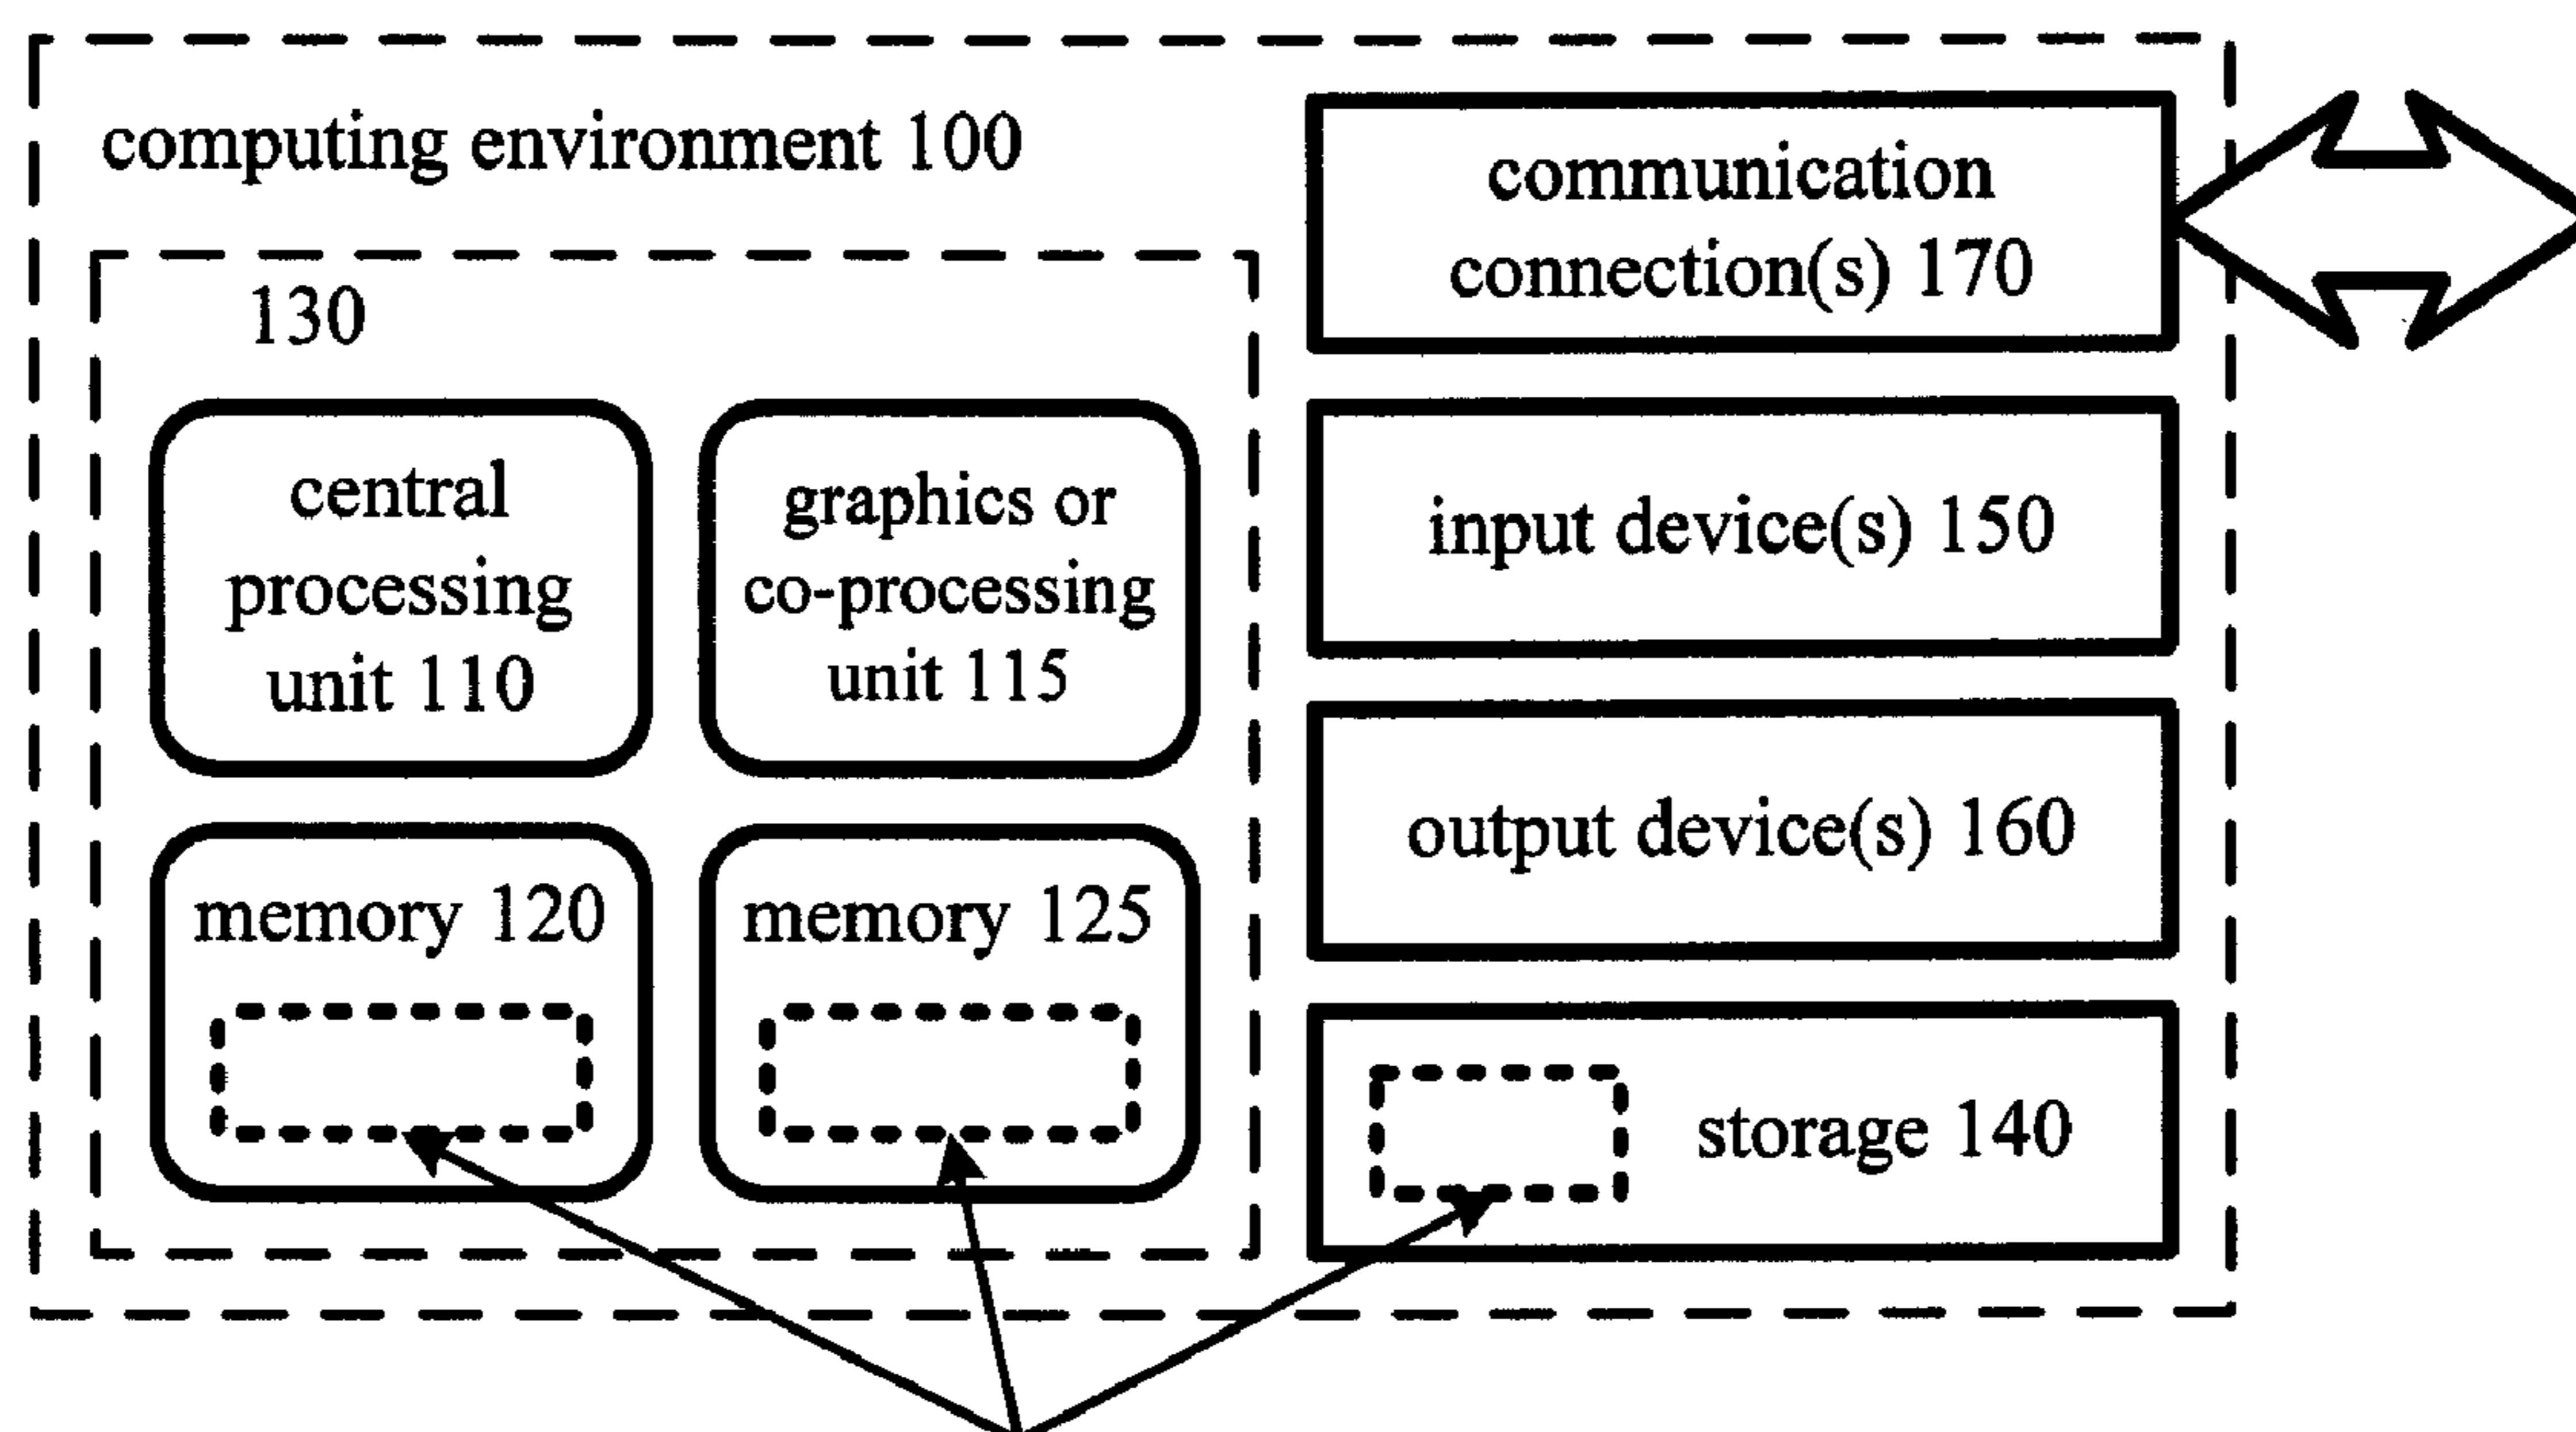 computing environment 100
communication
connection(s) 170
130
central
processing
unit 110
graphics or
co-processing
unit 115
input device(s) 150
output device(s) 160
memory 120
memory 125
storage 140